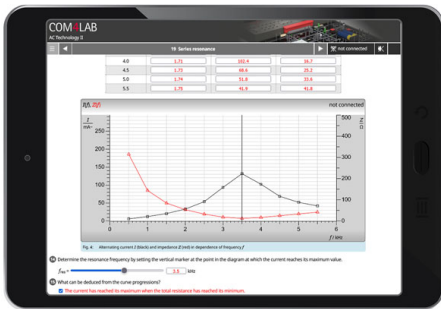 COM4LAB
AC Technology II
19 Series resonance
not connected
4.0 1.71 102.4 16.7
4.5 1.73 68.6 25.2
5.0 1.74 51.8 33.6
5.5 1.75 41.9 41.8
I(f), Z(f) not connected
I
mA
Z
Ω
250
200
150
100
50
0
500
400
300
200
100
0
0 1 2 3 4 5 6
f / kHz
Fig. 4. Alternating current I (black) and impedance Z (red) in dependence of frequency f
Determine the resonance frequency by setting the vertical marker at the point in the diagram at which the current reaches its maximum value.
fres = 3.5 kHz
What can be deduced from the curve progressions?
The current has reached its maximum when the total resistance has reached its minimum.